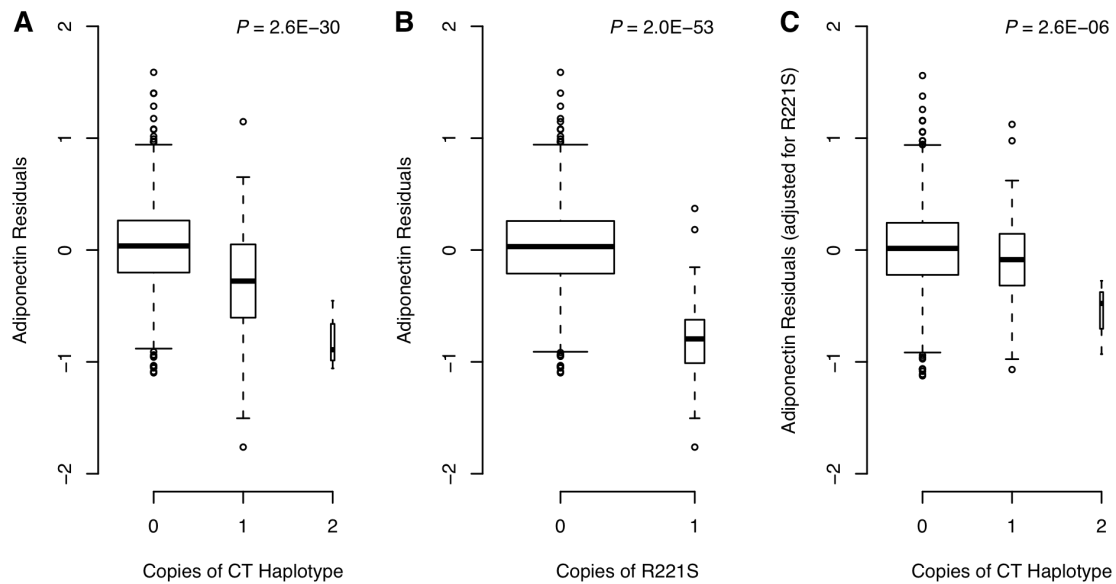 A
P = 2.6E−30
Adiponectin Residuals
2
1
0
−1
−2
0 1 2
Copies of CT Haplotype
B
P = 2.0E−53
Adiponectin Residuals
2
1
0
−1
−2
0 1
Copies of R221S
C
P = 2.6E−06
Adiponectin Residuals (adjusted for R221S)
2
1
0
−1
−2
0 1 2
Copies of CT Haplotype